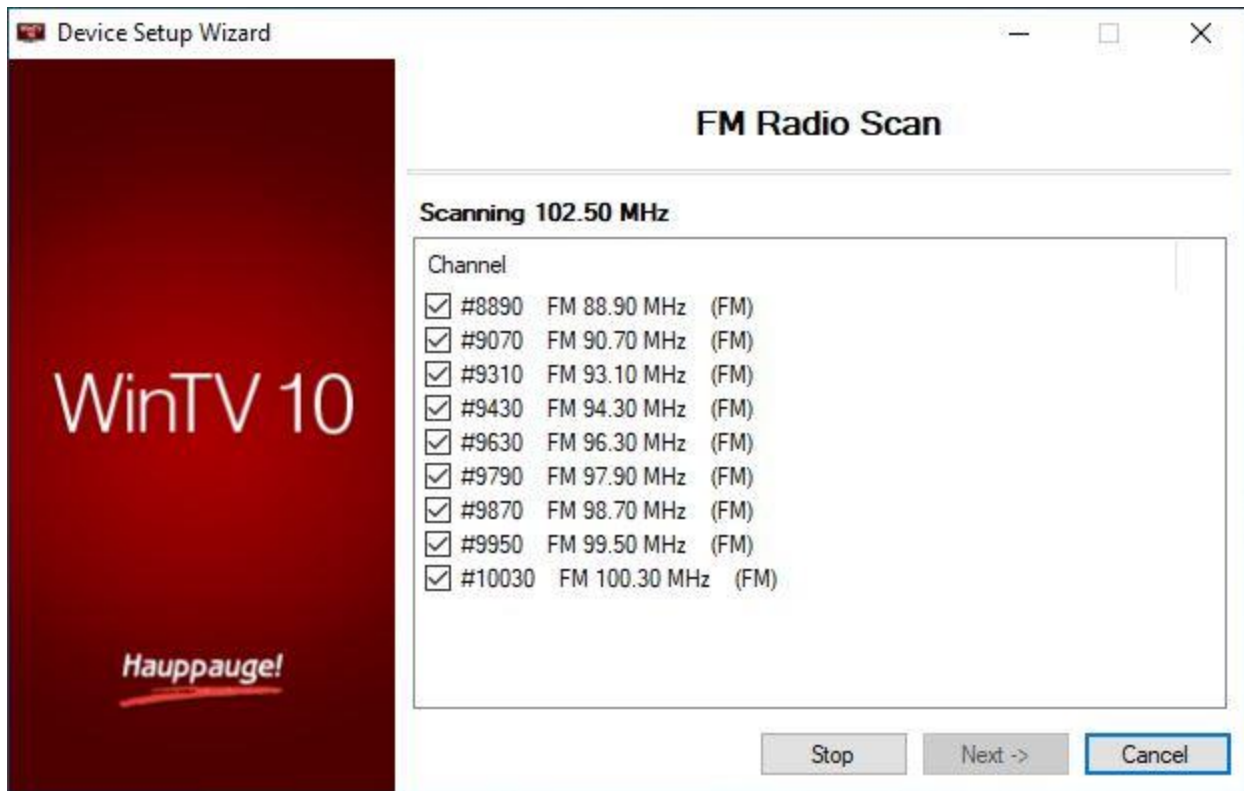 Device Setup Wizard
FM Radio Scan
Scanning 102.50 MHz
Channel
#8890 FM 88.90 MHz (FM)
#9070 FM 90.70 MHz (FM)
#9310 FM 93.10 MHz (FM)
#9430 FM 94.30 MHz (FM)
#9630 FM 96.30 MHz (FM)
#9790 FM 97.90 MHz (FM)
#9870 FM 98.70 MHz (FM)
#9950 FM 99.50 MHz (FM)
#10030 FM 100.30 MHz (FM)
WinTV 10
Hauppauge!
Stop Next -> Cancel